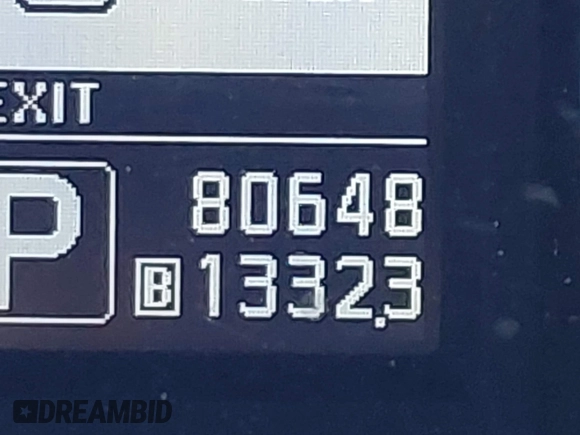 EXIT
P
80648
B 1332.3
DREAMBID